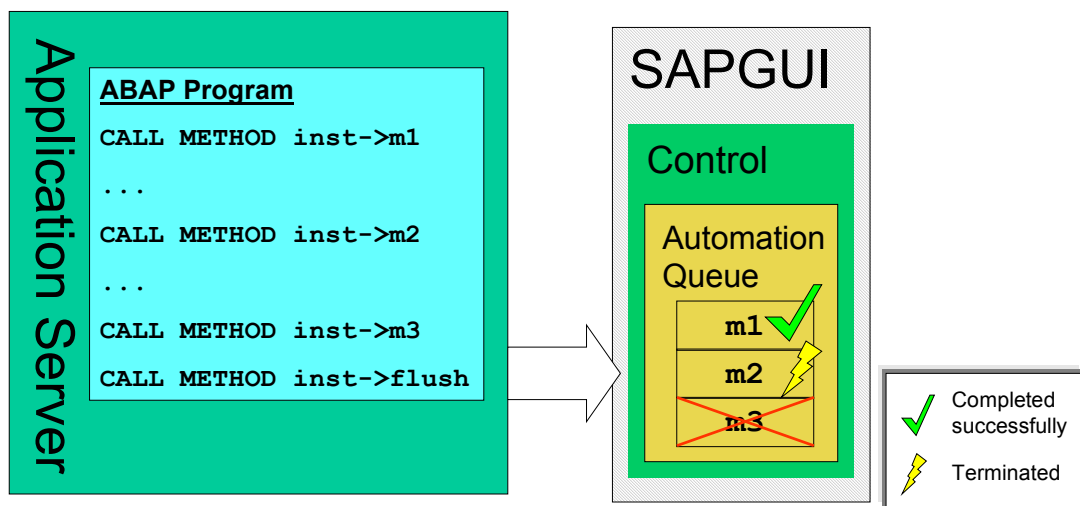 Application Server
ABAP Program
CALL METHOD inst->m1
...
CALL METHOD inst->m2
...
CALL METHOD inst->m3
CALL METHOD inst->flush
SAPGUI
Control
Automation
Queue
m1
m2
m3
Completed
successfully
Terminated